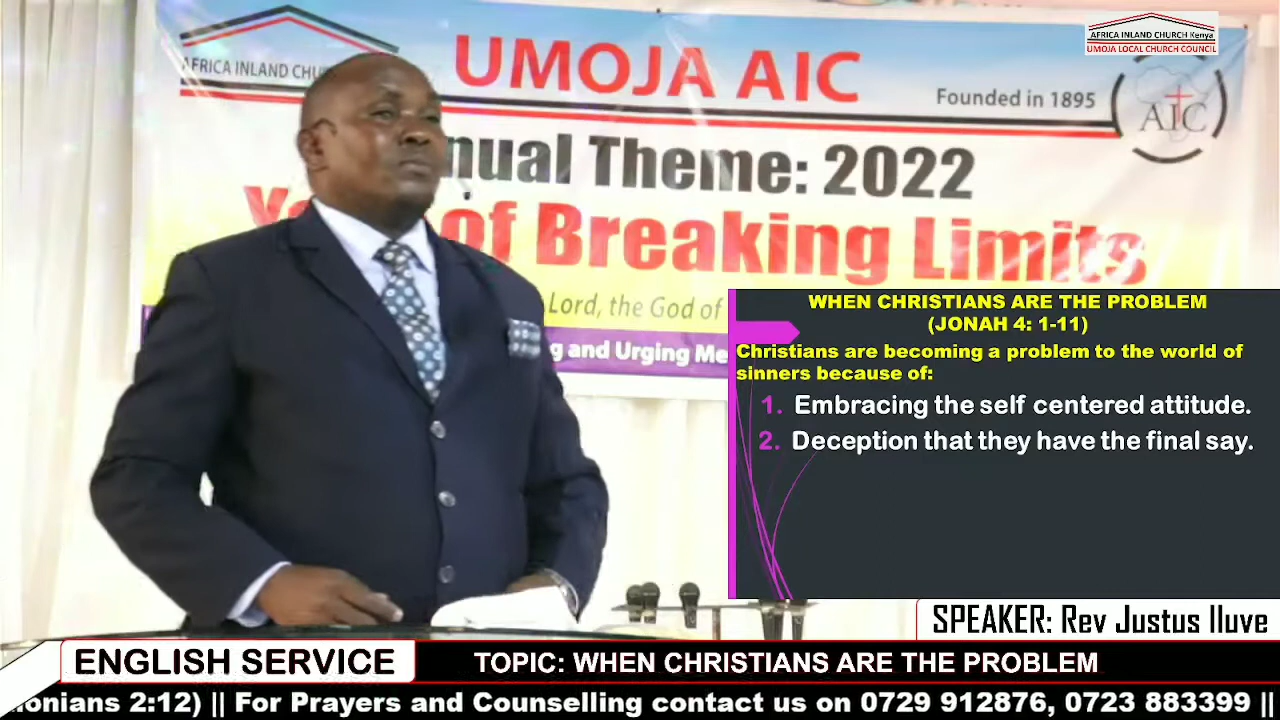 AFRICA INLAND CHURCH Kenya
UMOJA LOCAL CHURCH COUNCIL
AFRICA INLAND CHU
UMOJA AIC
Founded in 1895
AIC
nual Theme: 2022
of Breaking Limits
Lord, the God of
g and Urging Me
WHEN CHRISTIANS ARE THE PROBLEM
(JONAH 4: 1-11)
Christians are becoming a problem to the world of
sinners because of:
1. Embracing the self centered attitude.
2. Deception that they have the final say.
SPEAKER: Rev Justus Iluve
ENGLISH SERVICE
TOPIC: WHEN CHRISTIANS ARE THE PROBLEM
onians 2:12) || For Prayers and Counselling contact us on 0729 912876, 0723 883399 ||